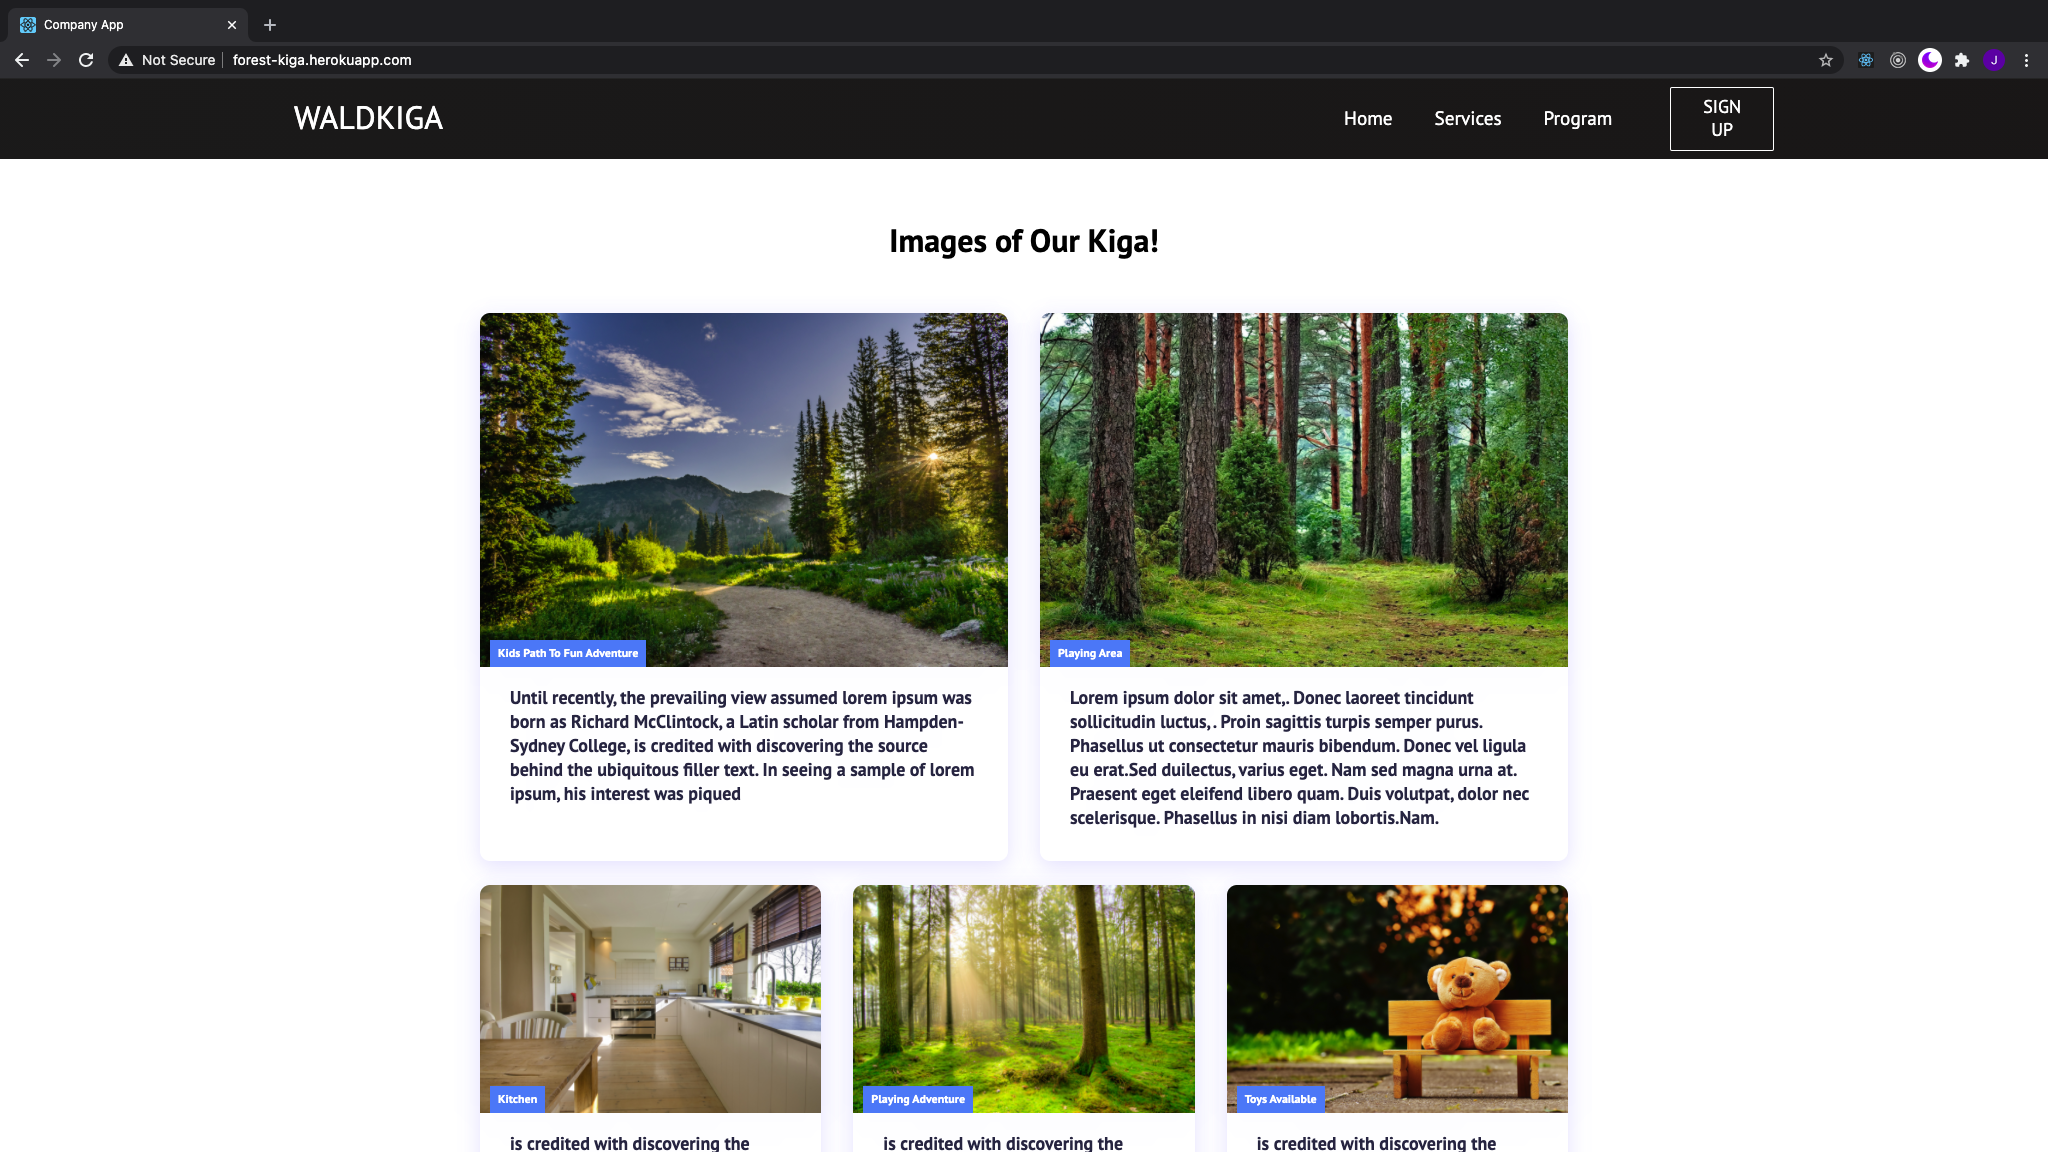 Company App
Not Secure
forest-kiga.herokuapp.com
J
WALDKIGA
Home
Services
Program
SIGN
UP
Images of Our Kiga!
Kids Path To Fun Adventure
Until recently, the prevailing view assumed lorem ipsum was
born as Richard McClintock, a Latin scholar from Hampden-
Sydney College, is credited with discovering the source
behind the ubiquitous filler text. In seeing a sample of lorem
ipsum, his interest was piqued
Playing Area
Lorem ipsum dolor sit amet,. Donec laoreet tincidunt
sollicitudin luctus, . Proin sagittis turpis semper purus.
Phasellus ut consectetur mauris bibendum. Donec vel ligula
eu erat.Sed duilectus, varius eget. Nam sed magna urna at.
Praesent eget eleifend libero quam. Duis volutpat, dolor nec
scelerisque. Phasellus in nisi diam lobortis.Nam.
Kitchen
is credited with discovering the
Playing Adventure
is credited with discovering the
Toys Available
is credited with discovering the